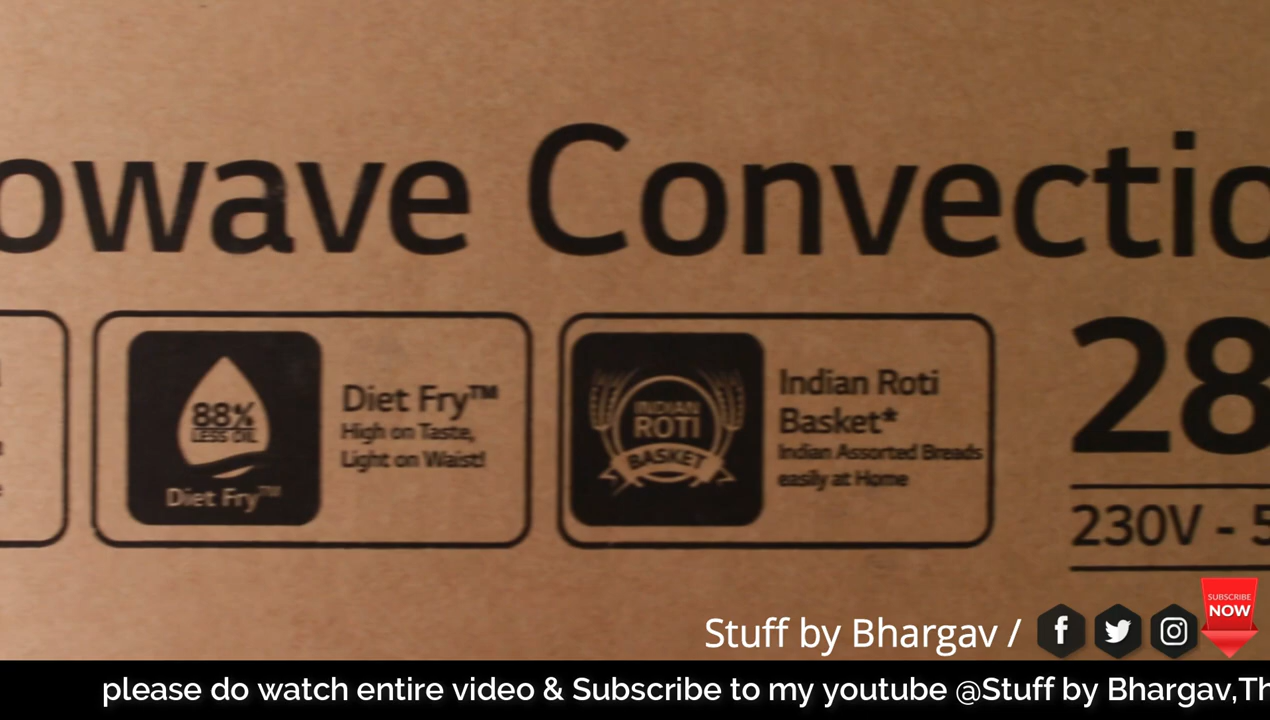 owave Convectio
88%
LESS OIL
Diet Fry™
Diet Fry™
High on Taste,
Light on Waist!
INDIAN
ROTI
BASKET
Indian Roti
Basket*
Indian Assorted Breads
easily at Home
28
230V - 5
SUBSCRIBE
NOW
Stuff by Bhargav /
please do watch entire video & Subscribe to my youtube @Stuff by Bhargav,Th